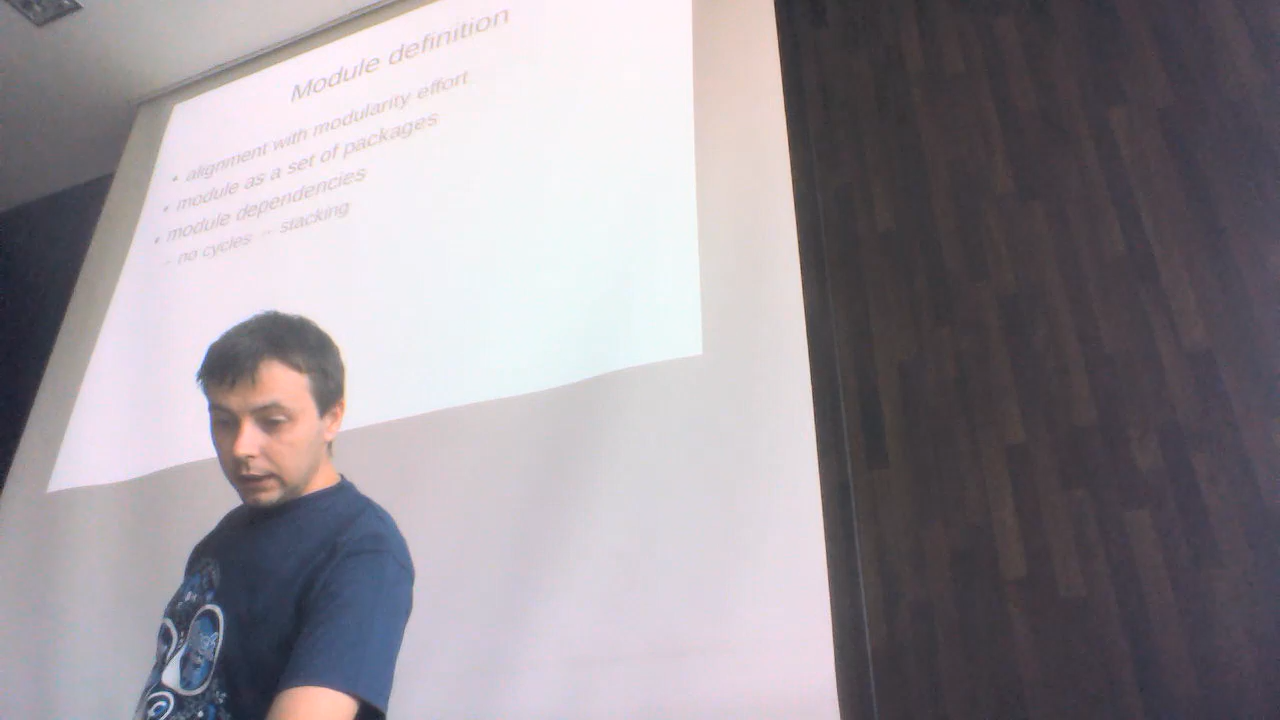 Module definition
• alignment with modularity effort
• module as a set of packages
• module dependencies
– no cycles → stacking